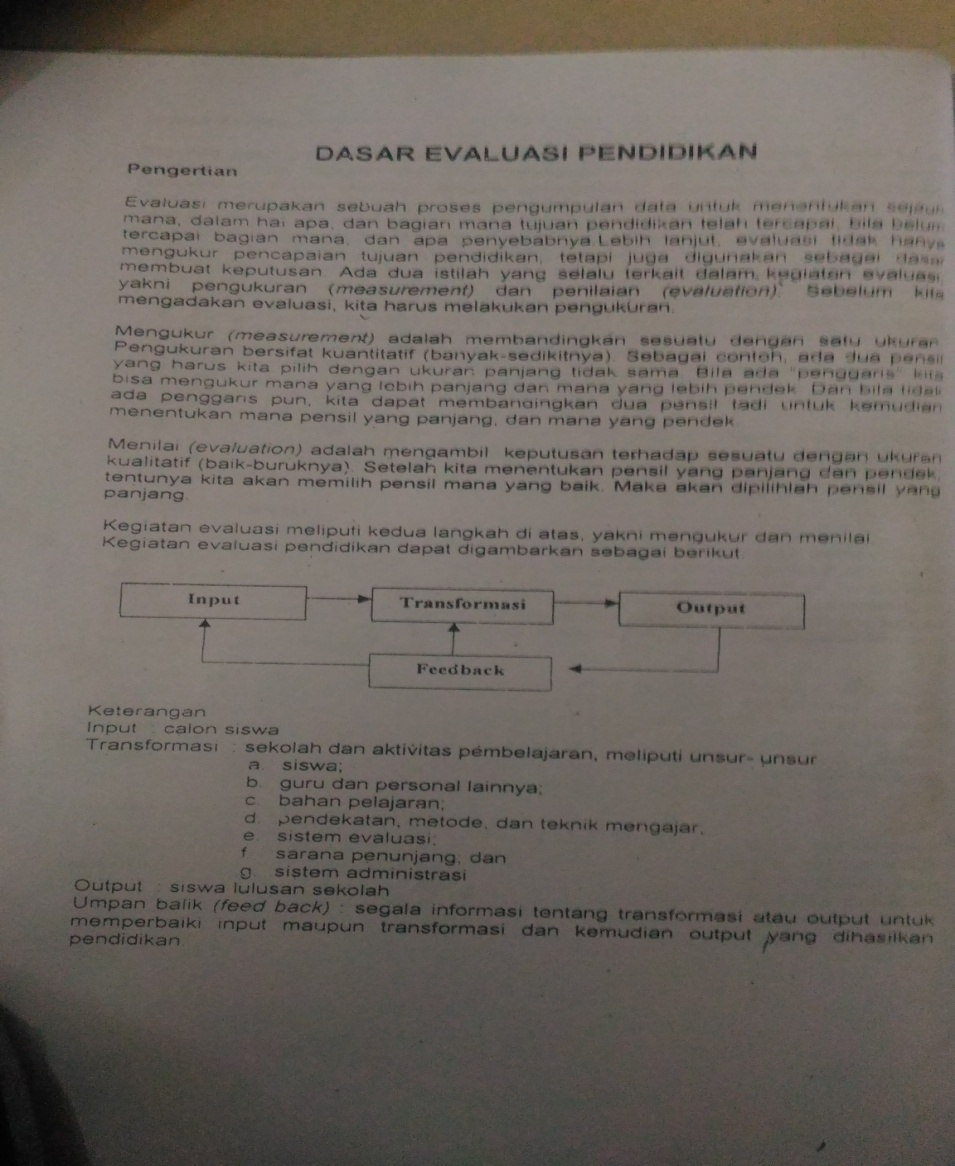 DASAR EVALUASI PENDIDIKAN
Pengertian
Evaluasi merupakan sebuah proses pengumpulan data untuk menentukan sejauh
mana, dalam hal apa, dan bagian mana tujuan pendidikan telah tercapai, bila belum
tercapai bagian mana, dan apa penyebabnya. Lebih lanjut, evaluasi tidak hanya
mengukur pencapaian tujuan pendidikan, tetapi juga digunakan sebagai dasar
membuat keputusan. Ada dua istilah yang selalu terkait dalam kegiatan evaluasi,
yakni pengukuran (measurement) dan penilaian (evaluation). Sebelum kita
mengadakan evaluasi, kita harus melakukan pengukuran.
Mengukur (measurement) adalah membandingkan sesuatu dengan satu ukuran.
Pengukuran bersifat kuantitatif (banyak-sedikitnya). Sebagai contoh, ada dua pensil
yang harus kita pilih dengan ukuran panjang tidak sama. Bila ada "penggaris" kita
bisa mengukur mana yang lebih panjang dan mana yang lebih pendek. Dan bila tidak
ada penggaris pun, kita dapat membandingkan dua pensil tadi untuk kemudian
menentukan mana pensil yang panjang, dan mana yang pendek.
Menilai (evaluation) adalah mengambil keputusan terhadap sesuatu dengan ukuran
kualitatif (baik-buruknya). Setelah kita menentukan pensil yang panjang dan pendek,
tentunya kita akan memilih pensil mana yang baik. Maka akan dipilihlah pensil yang
panjang.
Kegiatan evaluasi meliputi kedua langkah di atas, yakni mengukur dan menilai.
Kegiatan evaluasi pendidikan dapat digambarkan sebagai berikut.
Input Transformasi Output
Feedback
Keterangan
Input : calon siswa
Transformasi : sekolah dan aktivitas pembelajaran, meliputi unsur- unsur
a. siswa;
b. guru dan personal lainnya;
c. bahan pelajaran;
d. pendekatan, metode, dan teknik mengajar;
e. sistem evaluasi;
f. sarana penunjang; dan
g. sistem administrasi
Output : siswa lulusan sekolah
Umpan balik (feed back) : segala informasi tentang transformasi atau output untuk
memperbaiki input maupun transformasi dan kemudian output yang dihasilkan
pendidikan.